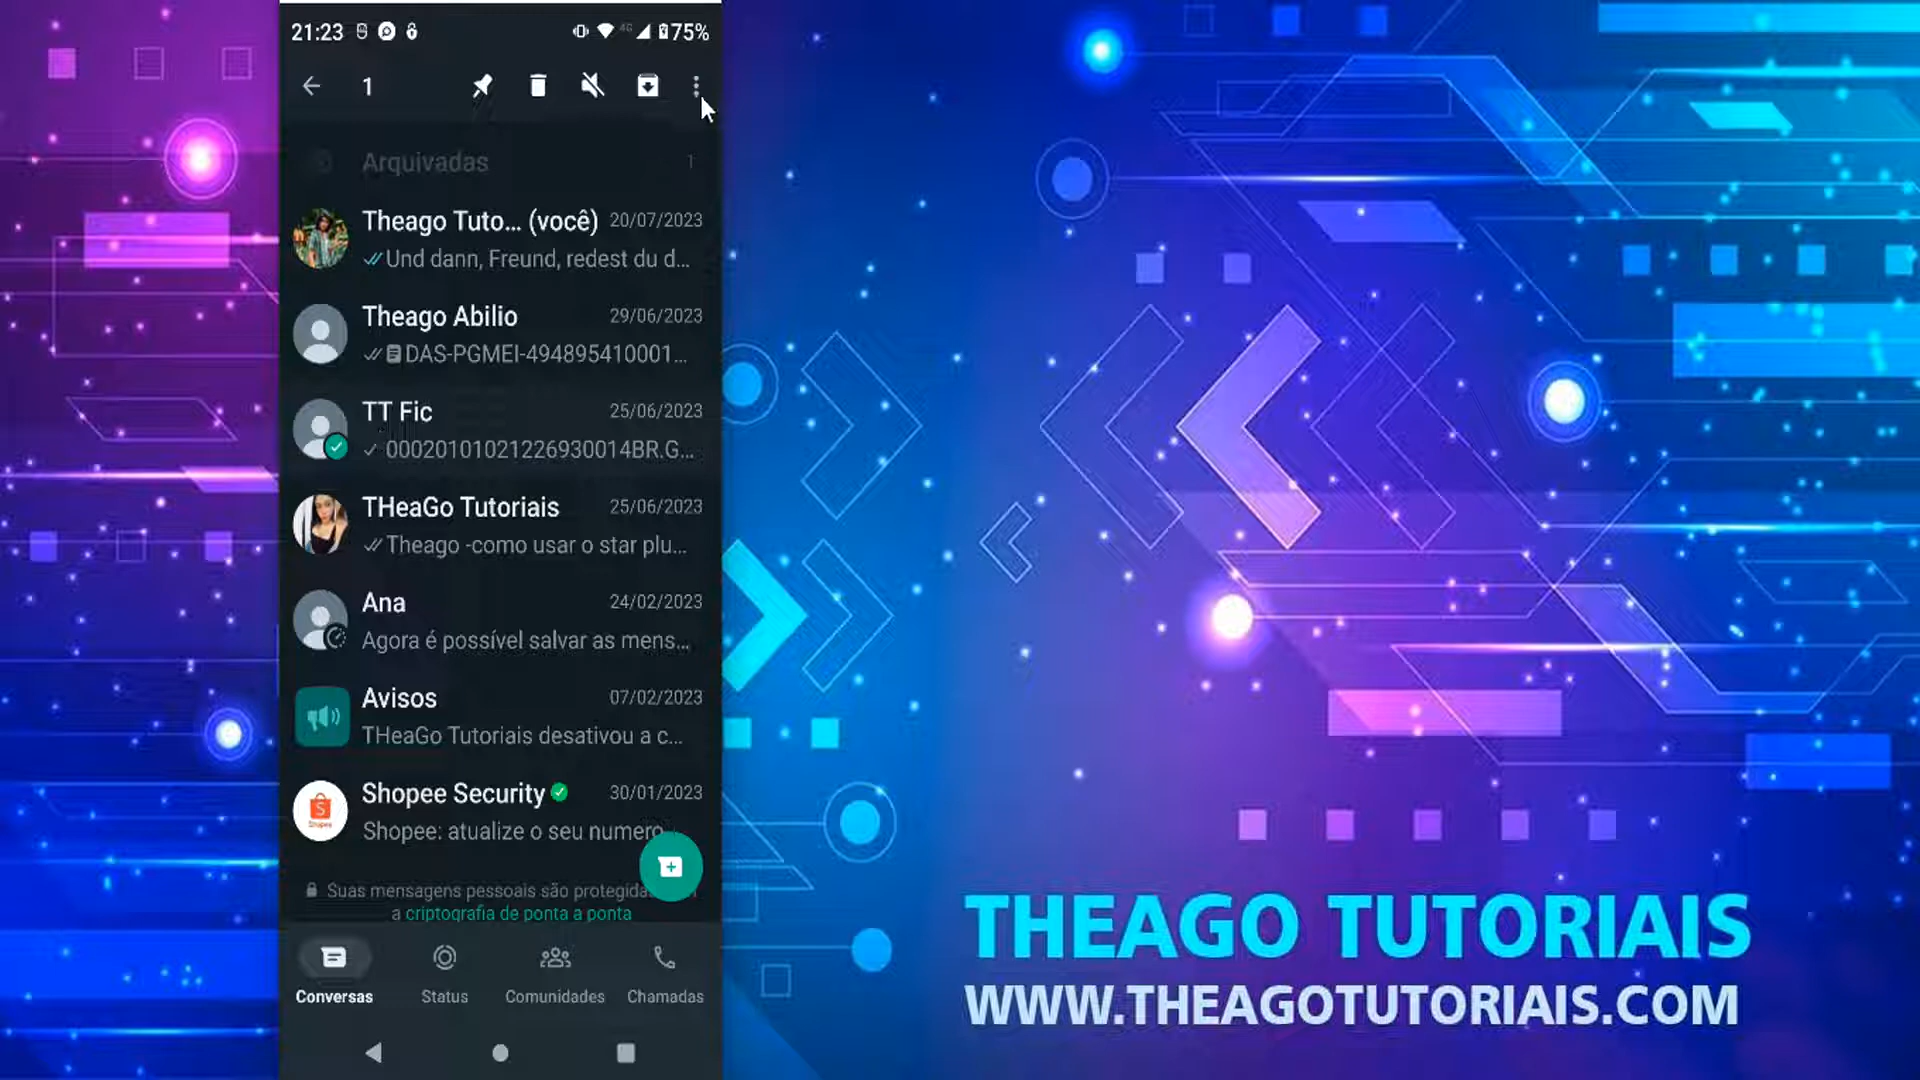 21:23
4G
75%
1
Arquivadas 1
Theago Tuto... (você) 20/07/2023
Und dann, Freund, redest du d...
Theago Abilio 29/06/2023
DAS-PGMEI-494895410001...
TT Fic 25/06/2023
00020101021226930014BR.G...
THeaGo Tutoriais 25/06/2023
Theago -como usar o star plu...
Ana 24/02/2023
Agora é possível salvar as mens...
Avisos 07/02/2023
THeaGo Tutoriais desativou a c...
Shopee Security 30/01/2023
Shopee: atualize o seu numero
Suas mensagens pessoais são protegida
a criptografia de ponta a ponta
Conversas Status Comunidades Chamadas
THEAGO TUTORIAIS
WWW.THEAGOTUTORIAIS.COM